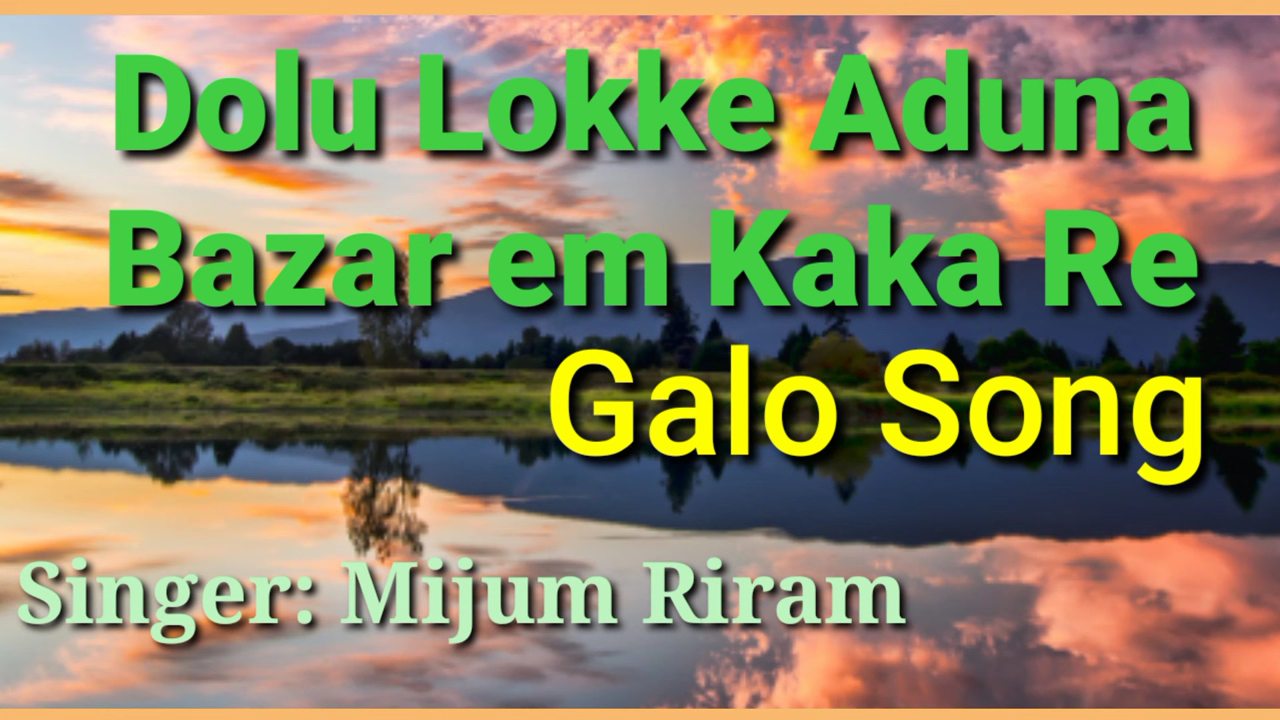 Dolu Lokke Aduna
Bazar em Kaka Re
Galo Song
Singer: Mijum Riram